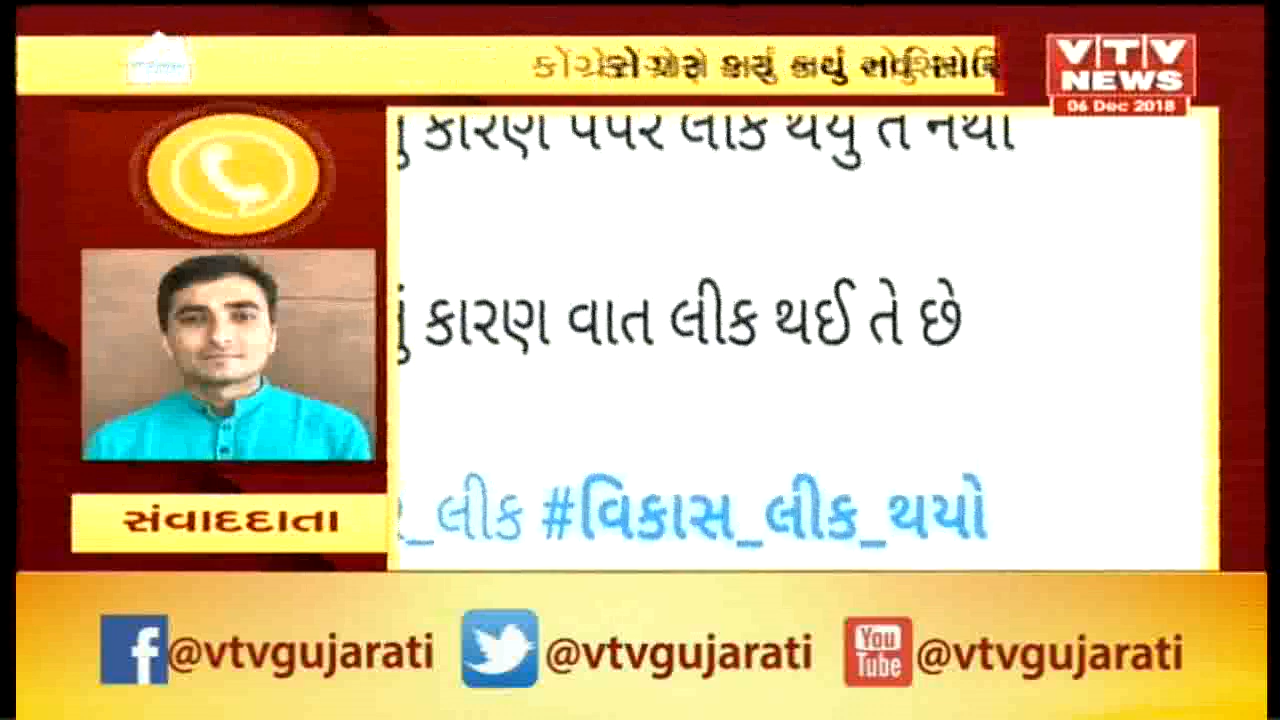 VTV
NEWS
06 Dec 2018
કારણ પેપર લીક થયું તે નથી
કારણ વાત લીક થઈ તે છે
_લીક #વિકાસ_લીક_થયો
સંવાદદાતા
@vtvgujarati
@vtvgujarati
You
Tube
@vtvgujarati